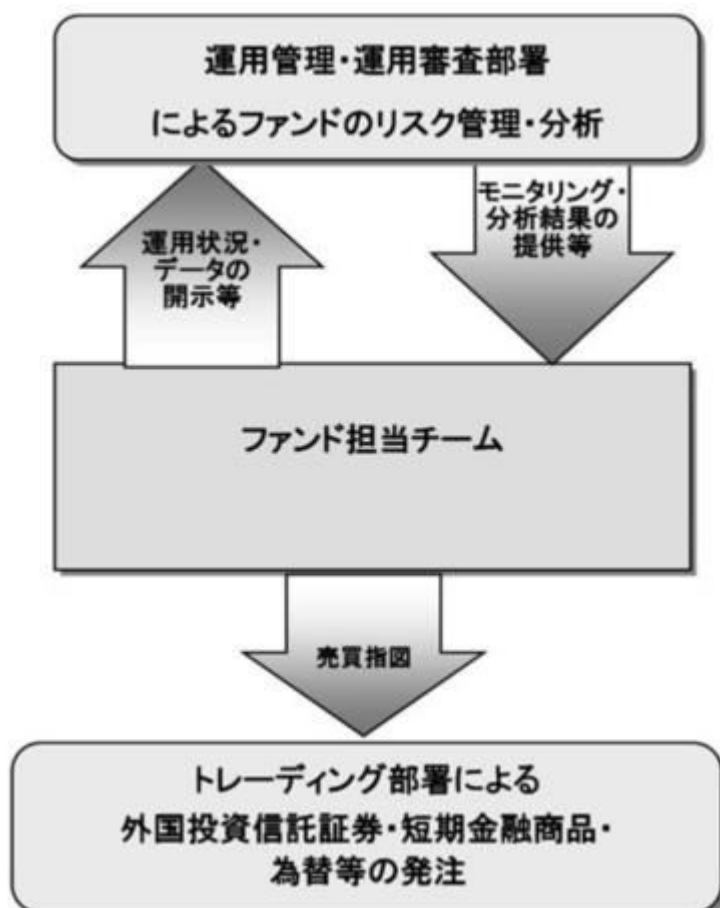 運用管理・運用審査部署
によるファンドのリスク管理・分析
運用状況・
データの
開示等
モニタリング・
分析結果の
提供等
ファンド担当チーム
売買指図
トレーディング部署による
外国投資信託証券・短期金融商品・
為替等の発注